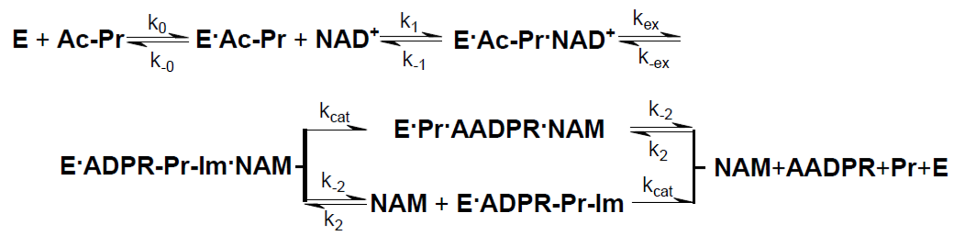 k0 k1 kex
E + Ac-Pr E·Ac-Pr + NAD+ E·Ac-Pr·NAD+
k-0 k-1 k-ex
kcat k-2
E·Pr·AADPR·NAM
k2
E·ADPR-Pr-Im·NAM NAM+AADPR+Pr+E
k-2 kcat
NAM + E·ADPR-Pr-Im
k2